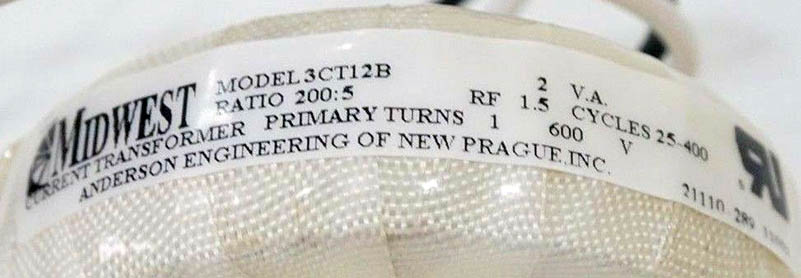 MIDWEST
MODEL 3CT12B 2 V.A.
RATIO 200:5 RF 1.5 CYCLES 25-400
CURRENT TRANSFORMER PRIMARY TURNS 1 600 V
ANDERSON ENGINEERING OF NEW PRAGUE, INC.
21110-289